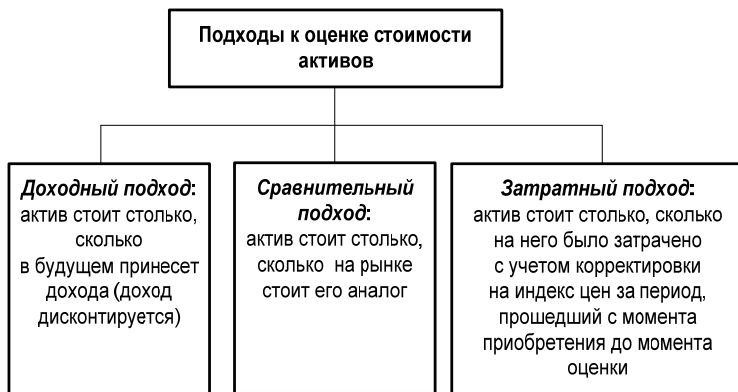 Подходы к оценке стоимости
активов
Доходный подход:
актив стоит столько,
сколько
в будущем принесет
дохода (доход
дисконтируется)
Сравнительный
подход:
актив стоит столько,
сколько на рынке
стоит его аналог
Затратный подход:
актив стоит столько, сколько
на него было затрачено
с учетом корректировки
на индекс цен за период,
прошедший с момента
приобретения до момента
оценки